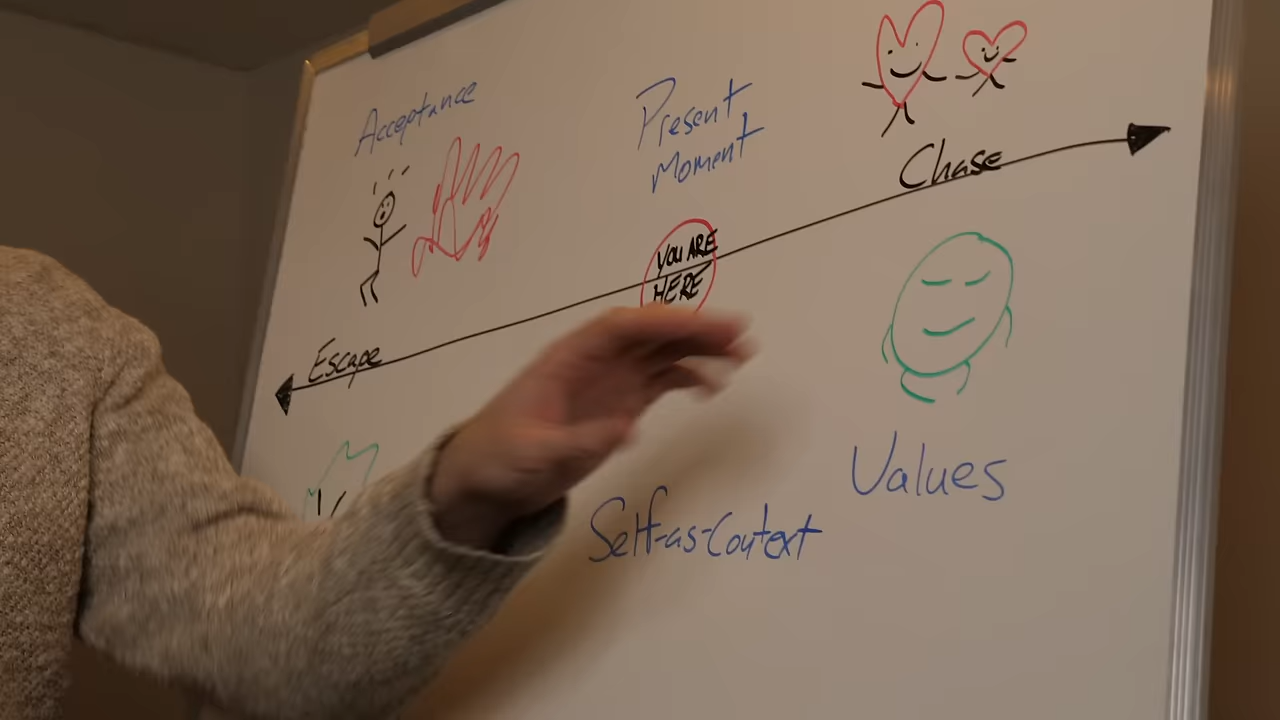 Acceptance
Present
Moment
Chase
YOU ARE
HERE
Escape
Values
Self-as-Context